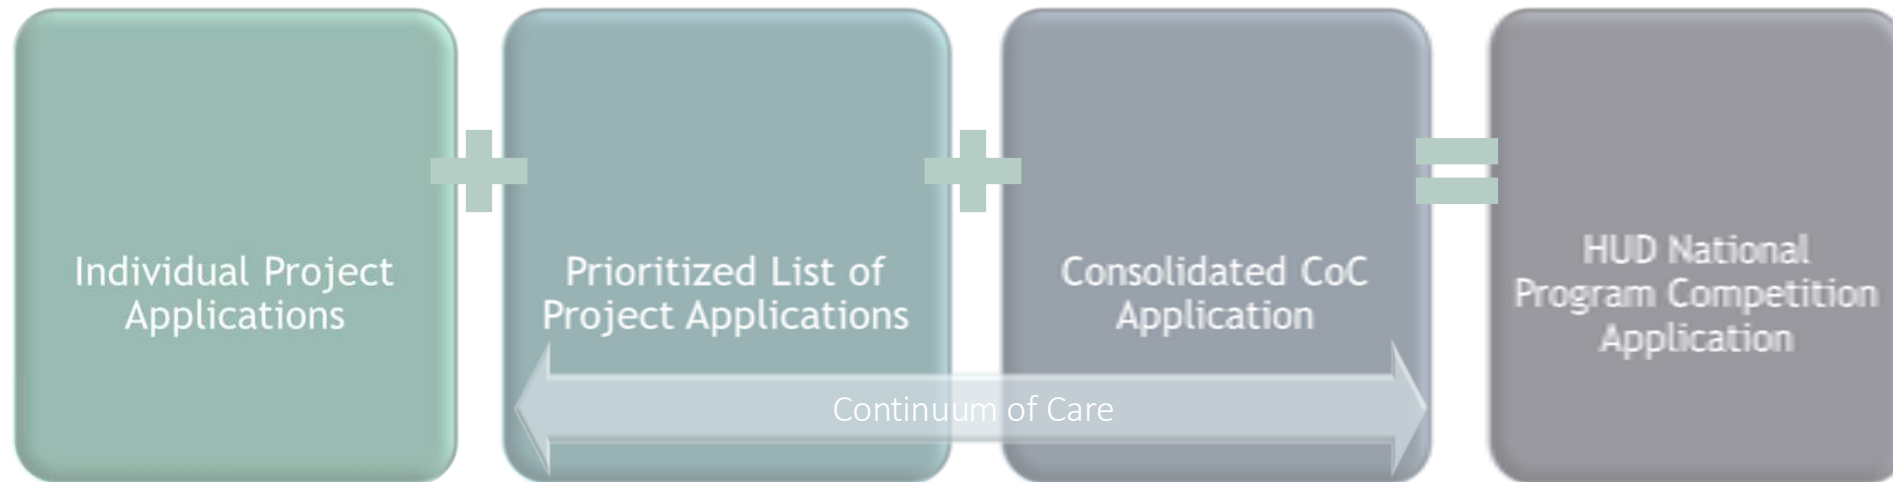 Individual Project
Applications
Prioritized List of
Project Applications
Consolidated CoC
Application
HUD National
Program Competition
Application
Continuum of Care